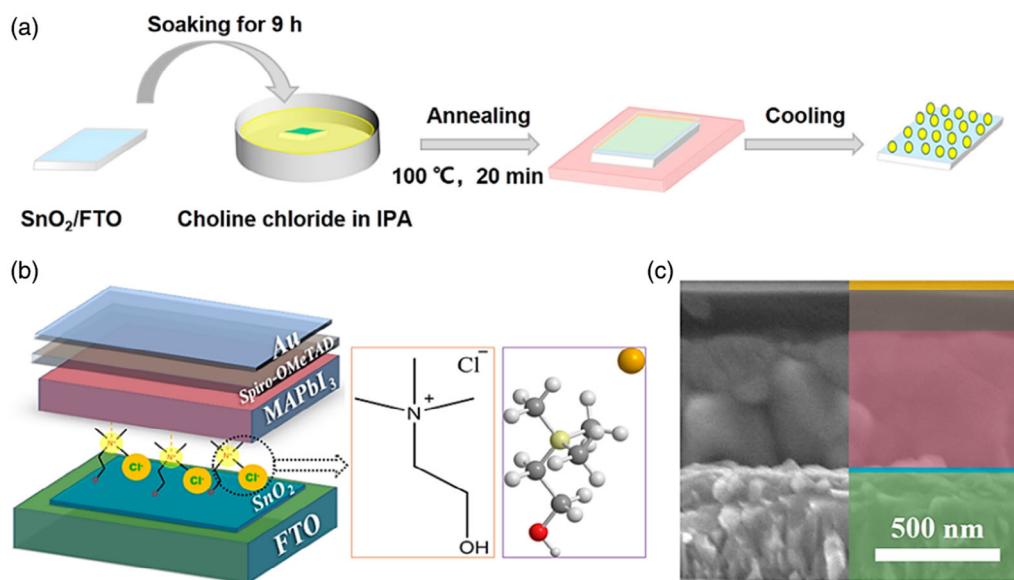 (a)
Soaking for 9 h
Annealing
Cooling
100 ℃, 20 min
SnO₂/FTO
Choline chloride in IPA
(b)
Au
Spiro-OMeTAD
MAPbI₃
N⁺
N⁺
N⁺
Cl⁻
Cl⁻
Cl⁻
SnO₂
FTO
Cl⁻
N⁺
OH
(c)
500 nm